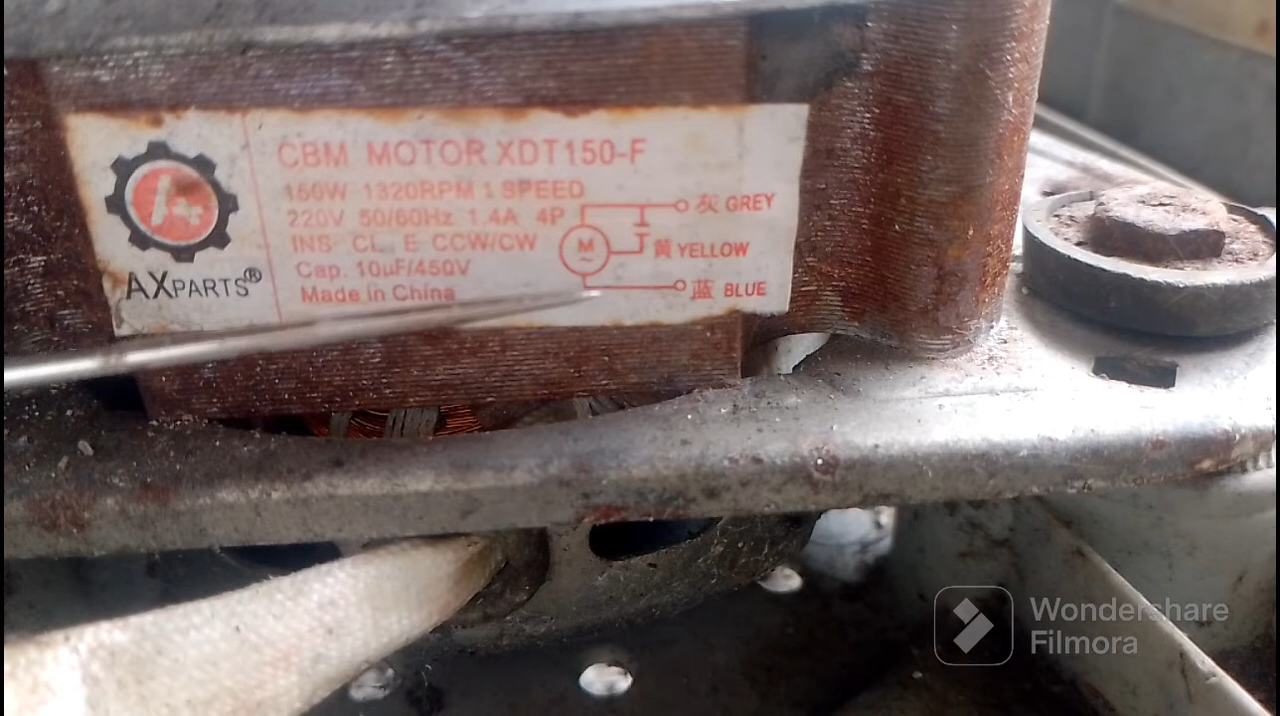 CBM MOTOR XDT150-F
150W 1320RPM 1 SPEED
220V 50/60Hz 1.4A 4P
INS CL. E CCW/CW
Cap. 10uF/450V
Made in China
AXPARTS®
灰 GREY
M
~
黄 YELLOW
蓝 BLUE
Wondershare
Filmora